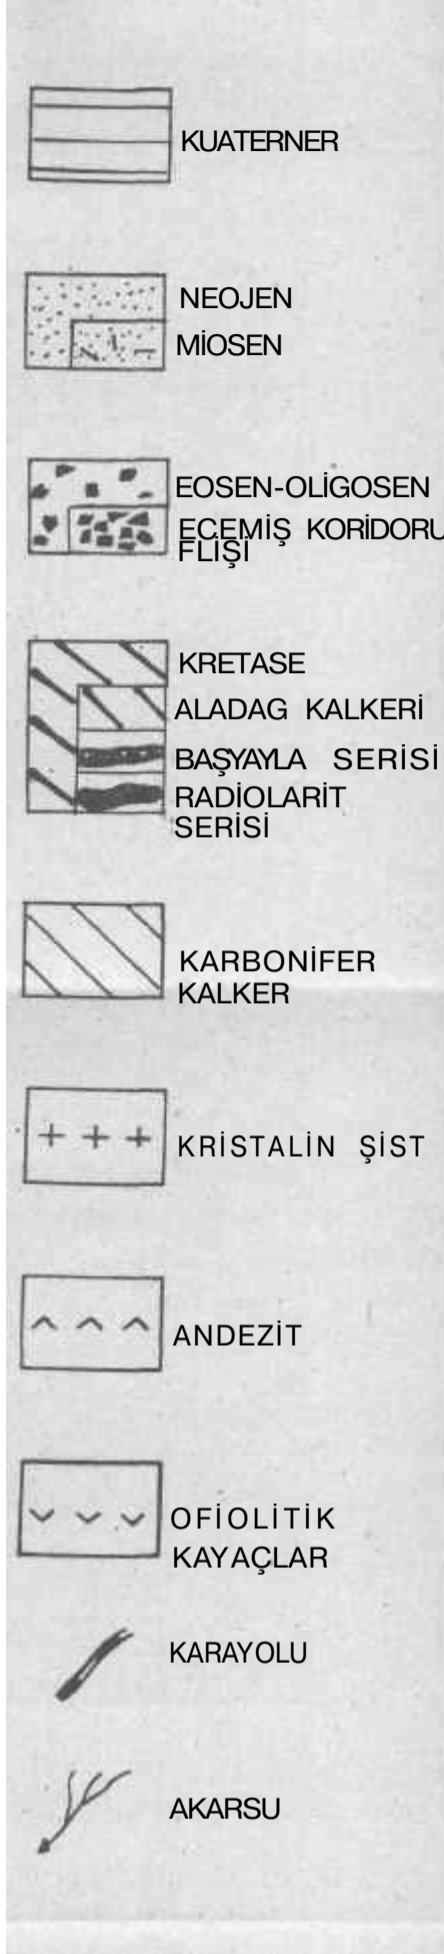 KUATERNER
NEOJEN
MİOSEN
EOSEN-OLİGOSEN
ECEMİŞ KORİDORU
FLİŞİ
KRETASE
ALADAG KALKERİ
BAŞYAYLA SERİSİ
RADİOLARİT
SERİSİ
KARBONİFER
KALKER
KRİSTALİN ŞİST
ANDEZİT
OFİOLİTİK
KAYAÇLAR
KARAYOLU
AKARSU